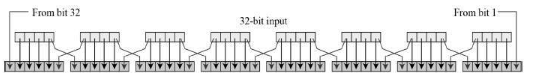 From bit 32
From bit 1
32-bit input